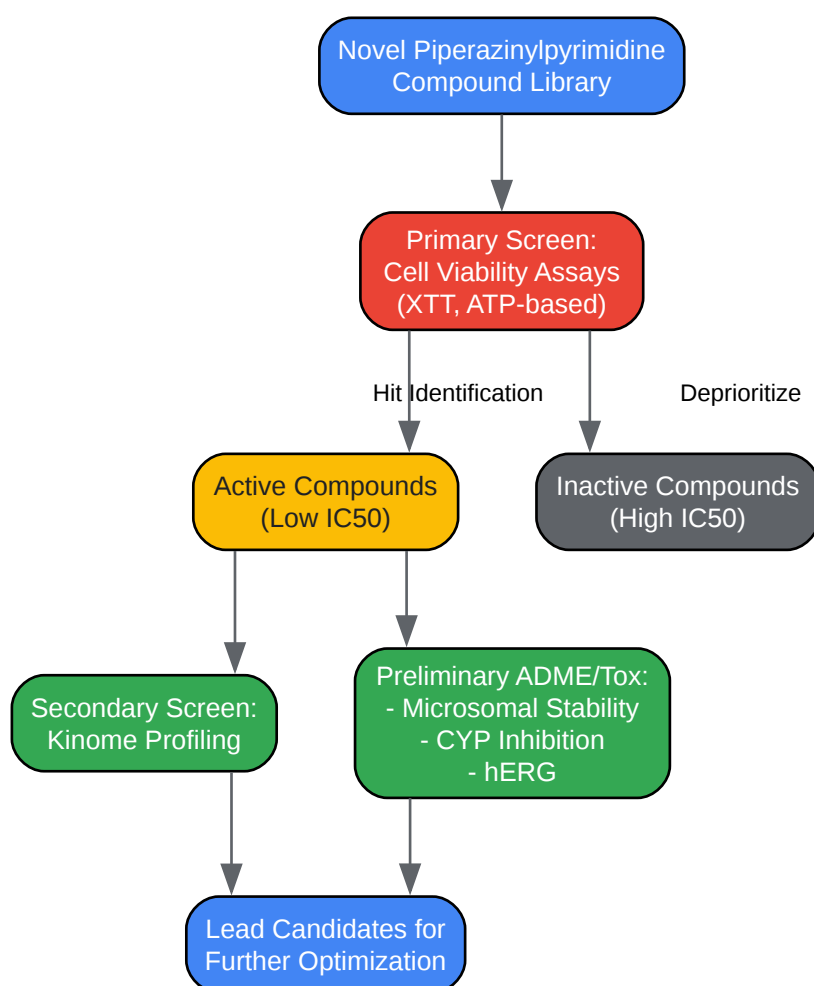 Novel Piperazinylpyrimidine
Compound Library
Primary Screen:
Cell Viability Assays
(XTT, ATP-based)
Hit Identification
Deprioritize
Active Compounds
(Low IC50)
Inactive Compounds
(High IC50)
Secondary Screen:
Kinome Profiling
Preliminary ADME/Tox:
- Microsomal Stability
- CYP Inhibition
- hERG
Lead Candidates for
Further Optimization